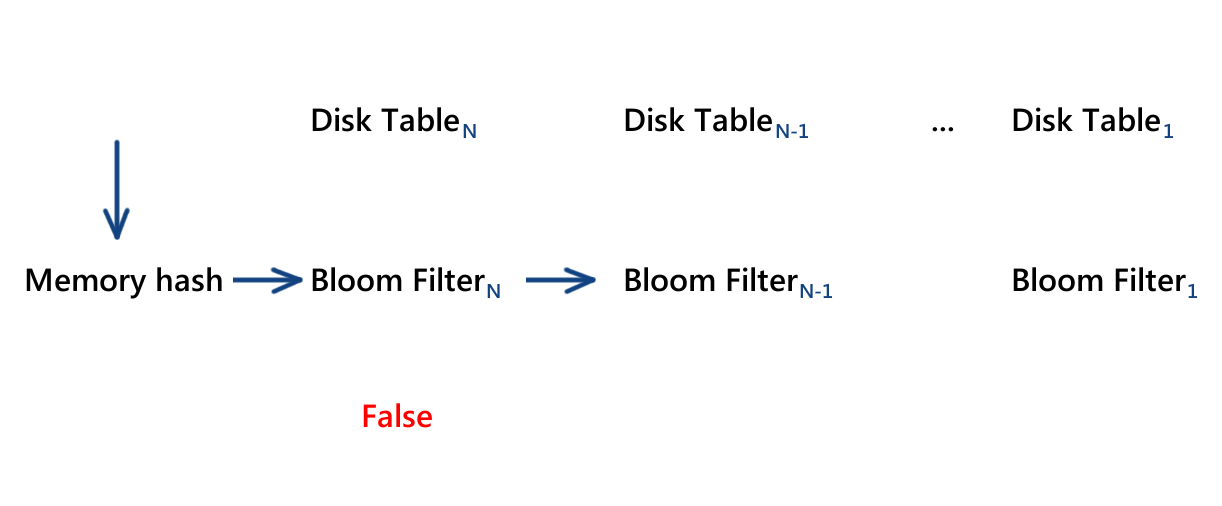 Disk TableN Disk TableN-1 ... Disk Table1
Memory hash Bloom FilterN Bloom FilterN-1 Bloom Filter1
False